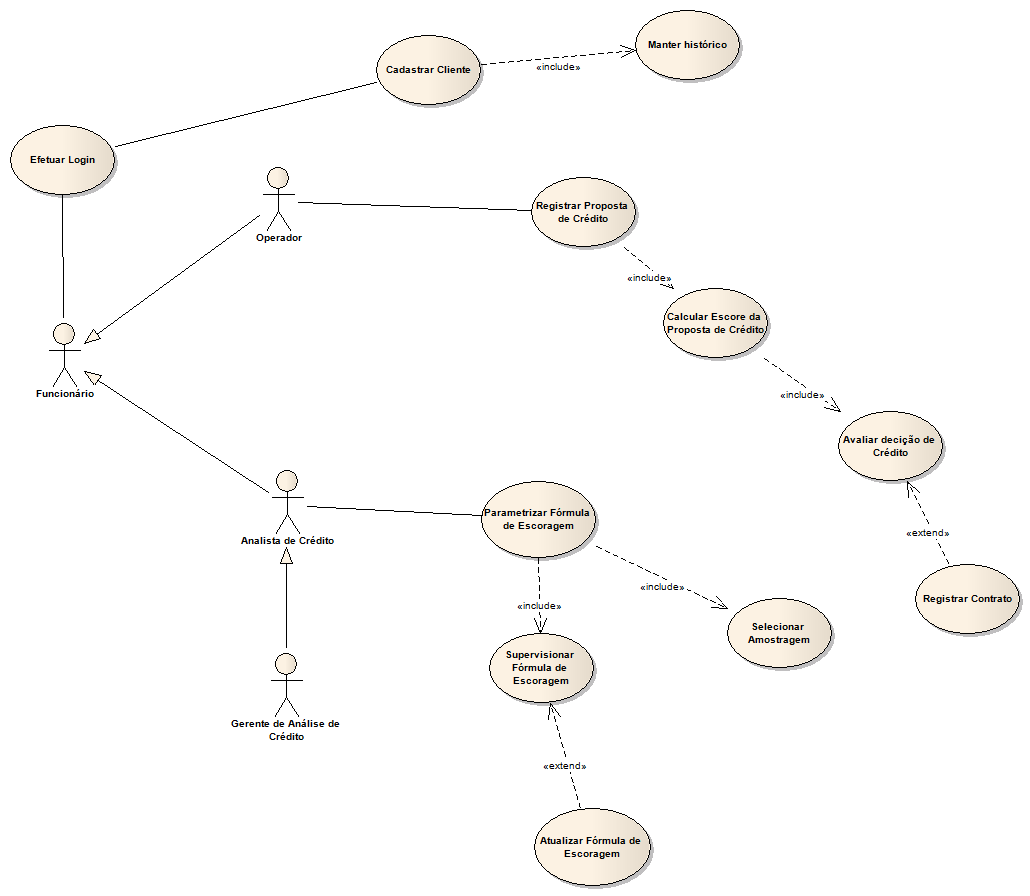 Manter histórico
Cadastrar Cliente
«include»
Efetuar Login
Registrar Proposta
de Crédito
Operador
«include»
Calcular Escore da
Proposta de Crédito
Funcionário
«include»
Avaliar decição de
Crédito
Parametrizar Fórmula
de Escoragem
Analista de Crédito
«extend»
«include»
«include»
Registrar Contrato
Selecionar
Amostragem
Supervisionar
Fórmula de
Escoragem
Gerente de Análise de
Crédito
«extend»
Atualizar Fórmula de
Escoragem